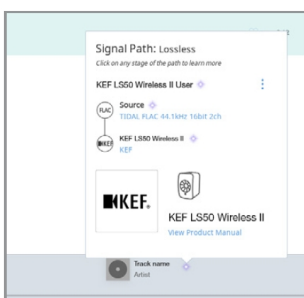 Signal Path: Lossless
Click on any stage of the path to learn more
KEF LS50 Wireless II User
FLAC
Source
TIDAL FLAC 44.1kHz 16bit 2ch
KEF
KEF LS50 Wireless II
KEF
KEF
KEF LS50 Wireless II
View Product Manual
Track name
Artist